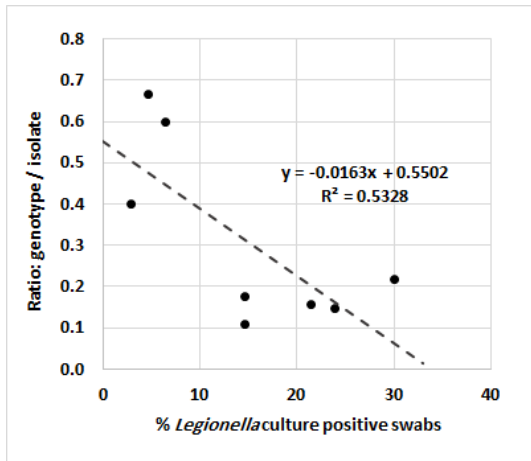 0.8
0.7
0.6
0.5
0.4
0.3
0.2
0.1
0.0
Ratio: genotype / isolate
y = -0.0163x + 0.5502
R² = 0.5328
0 10 20 30 40
% Legionella culture positive swabs